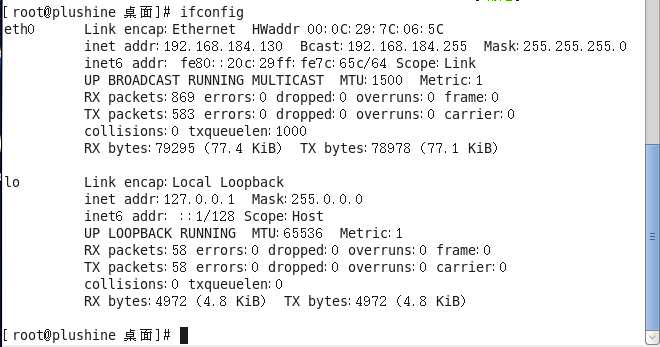 [root@plushine 桌面]# ifconfig
eth0      Link encap:Ethernet  HWaddr 00:0C:29:7C:06:5C
          inet addr:192.168.184.130  Bcast:192.168.184.255  Mask:255.255.255.0
          inet6 addr: fe80::20c:29ff:fe7c:65c/64 Scope:Link
          UP BROADCAST RUNNING MULTICAST  MTU:1500  Metric:1
          RX packets:869 errors:0 dropped:0 overruns:0 frame:0
          TX packets:583 errors:0 dropped:0 overruns:0 carrier:0
          collisions:0 txqueuelen:1000
          RX bytes:79295 (77.4 KiB)  TX bytes:78978 (77.1 KiB)

lo        Link encap:Local Loopback
          inet addr:127.0.0.1  Mask:255.0.0.0
          inet6 addr: ::1/128 Scope:Host
          UP LOOPBACK RUNNING  MTU:65536  Metric:1
          RX packets:58 errors:0 dropped:0 overruns:0 frame:0
          TX packets:58 errors:0 dropped:0 overruns:0 carrier:0
          collisions:0 txqueuelen:0
          RX bytes:4972 (4.8 KiB)  TX bytes:4972 (4.8 KiB)

[root@plushine 桌面]#